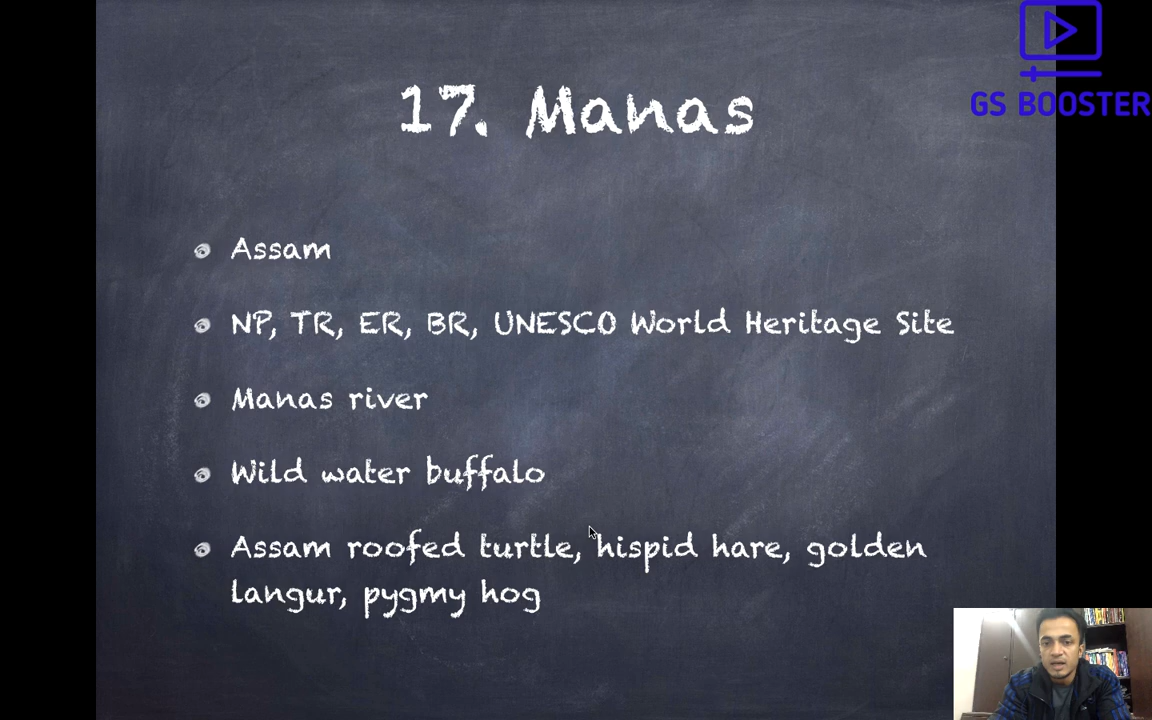 GS BOOSTER
17. Manas
Assam
NP, TR, ER, BR, UNESCO World Heritage Site
Manas river
Wild water buffalo
Assam roofed turtle, hispid hare, golden
langur, pygmy hog